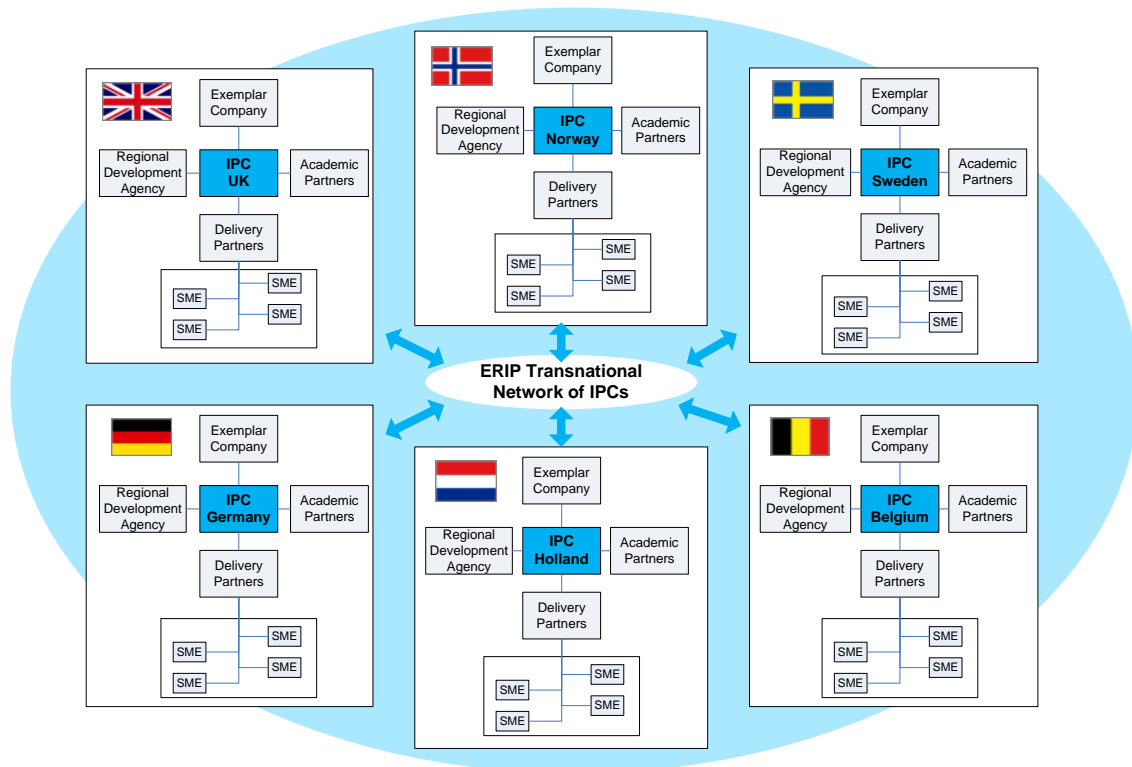 Exemplar
Company
Regional
Development
Agency
IPC
UK
Academic
Partners
Delivery
Partners
SME
SME
SME
SME
Exemplar
Company
Regional
Development
Agency
IPC
Norway
Academic
Partners
Delivery
Partners
SME
SME
SME
SME
Exemplar
Company
Regional
Development
Agency
IPC
Sweden
Academic
Partners
Delivery
Partners
SME
SME
SME
SME
ERIP Transnational
Network of IPCs
Exemplar
Company
Regional
Development
Agency
IPC
Germany
Academic
Partners
Delivery
Partners
SME
SME
SME
SME
Exemplar
Company
Regional
Development
Agency
IPC
Holland
Academic
Partners
Delivery
Partners
SME
SME
SME
SME
Exemplar
Company
Regional
Development
Agency
IPC
Belgium
Academic
Partners
Delivery
Partners
SME
SME
SME
SME